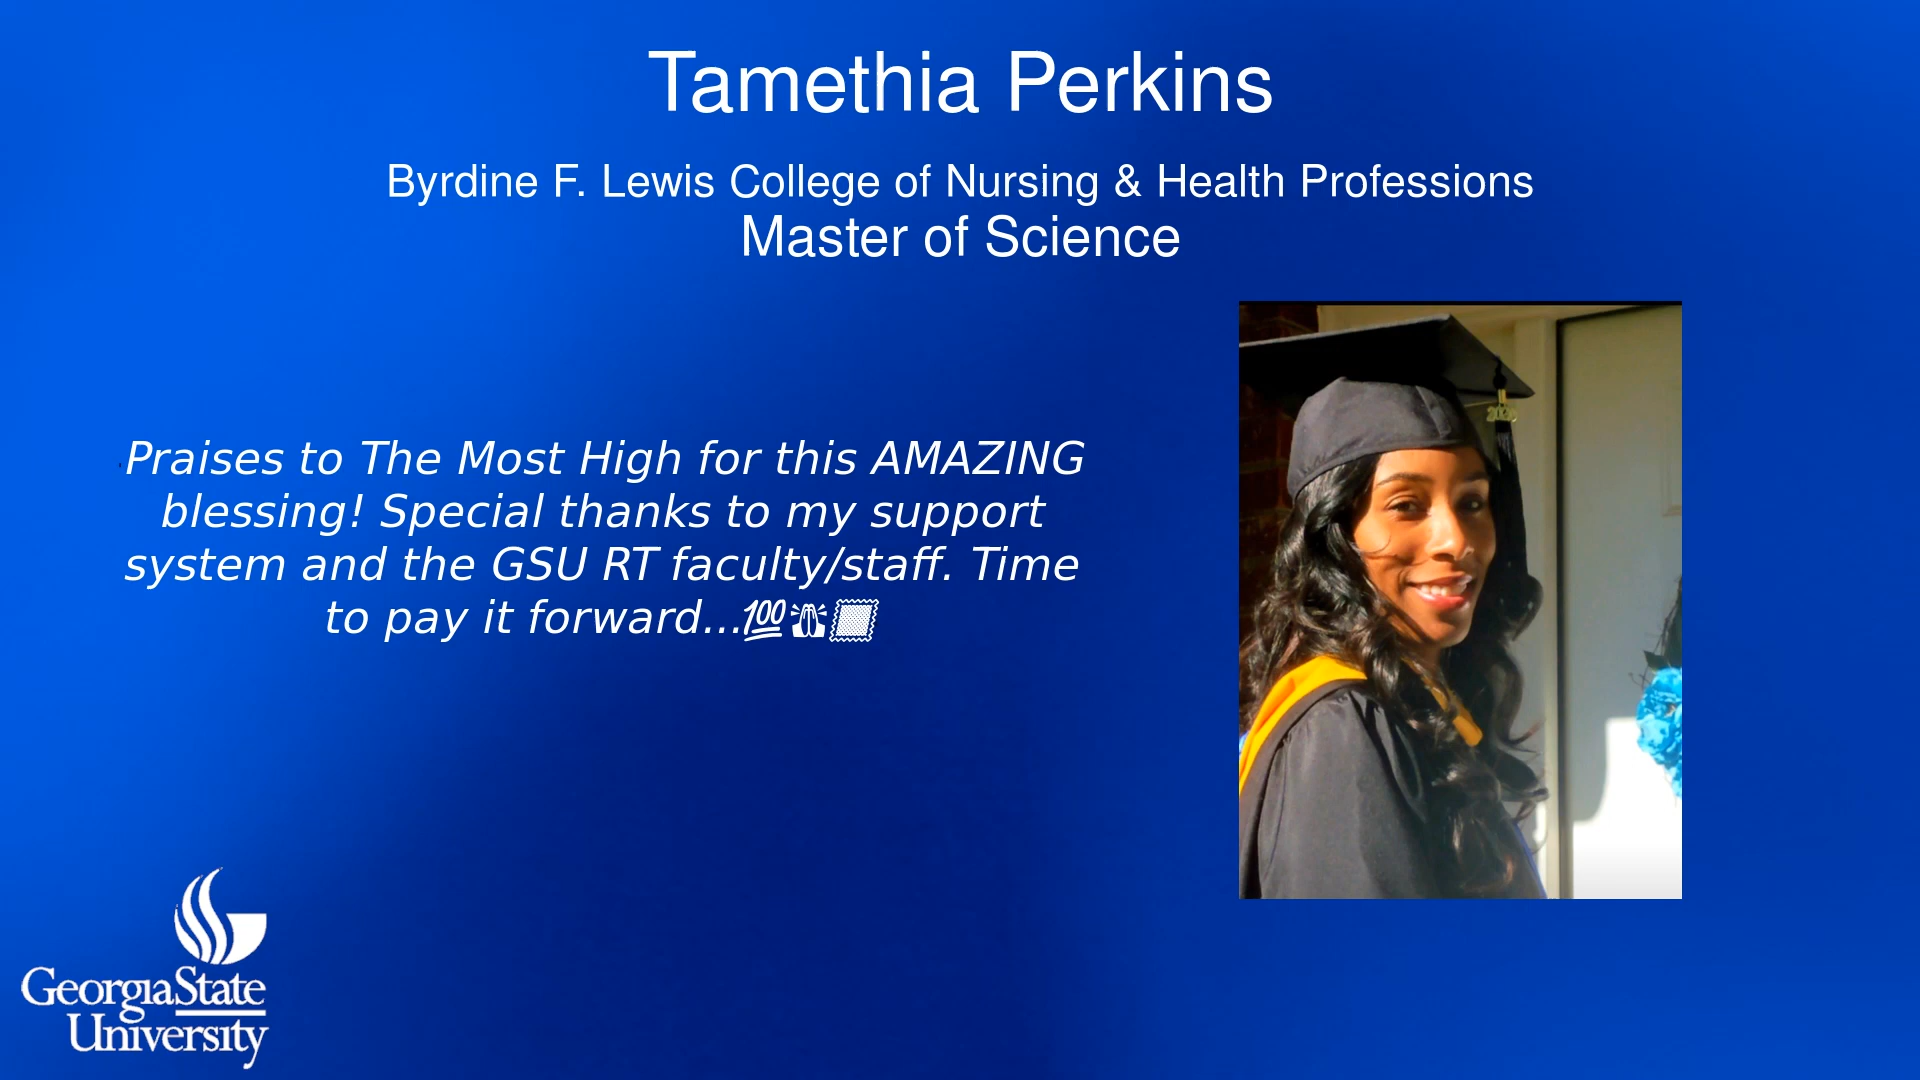 Tamethia Perkins
Byrdine F. Lewis College of Nursing & Health Professions
Master of Science
Praises to The Most High for this AMAZING
blessing! Special thanks to my support
system and the GSU RT faculty/staff. Time
to pay it forward...💯🙏
2020
GeorgiaState
University